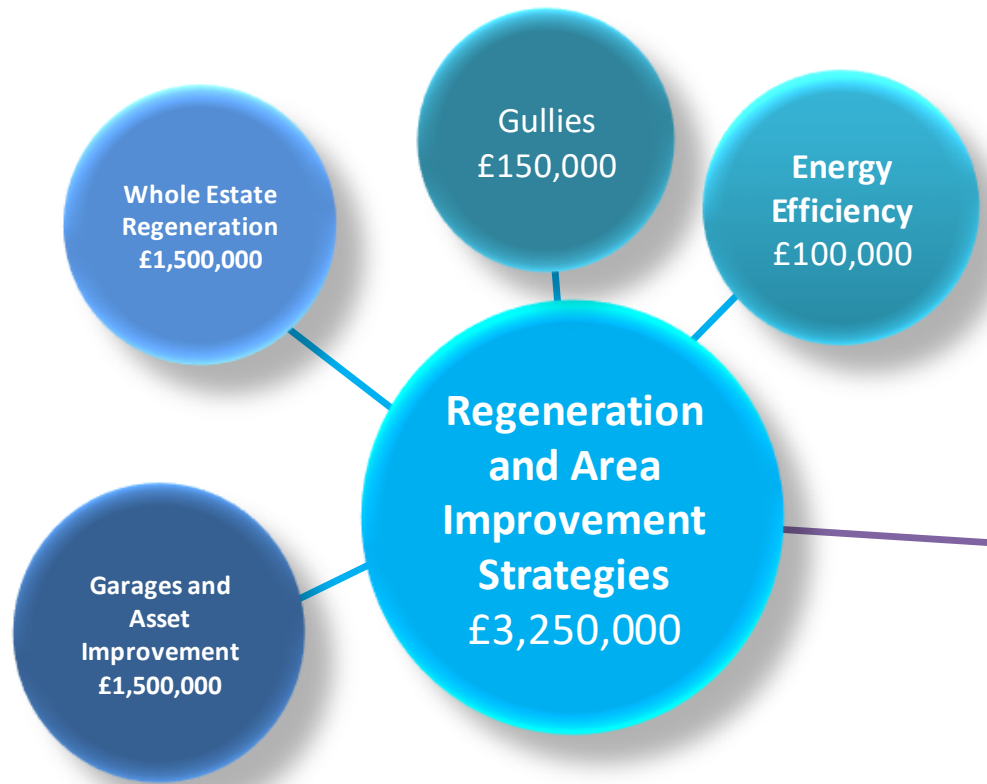 Gullies
£150,000
Energy
Efficiency
£100,000
Whole Estate
Regeneration
£1,500,000
Regeneration
and Area
Improvement
Strategies
£3,250,000
Garages and
Asset
Improvement
£1,500,000